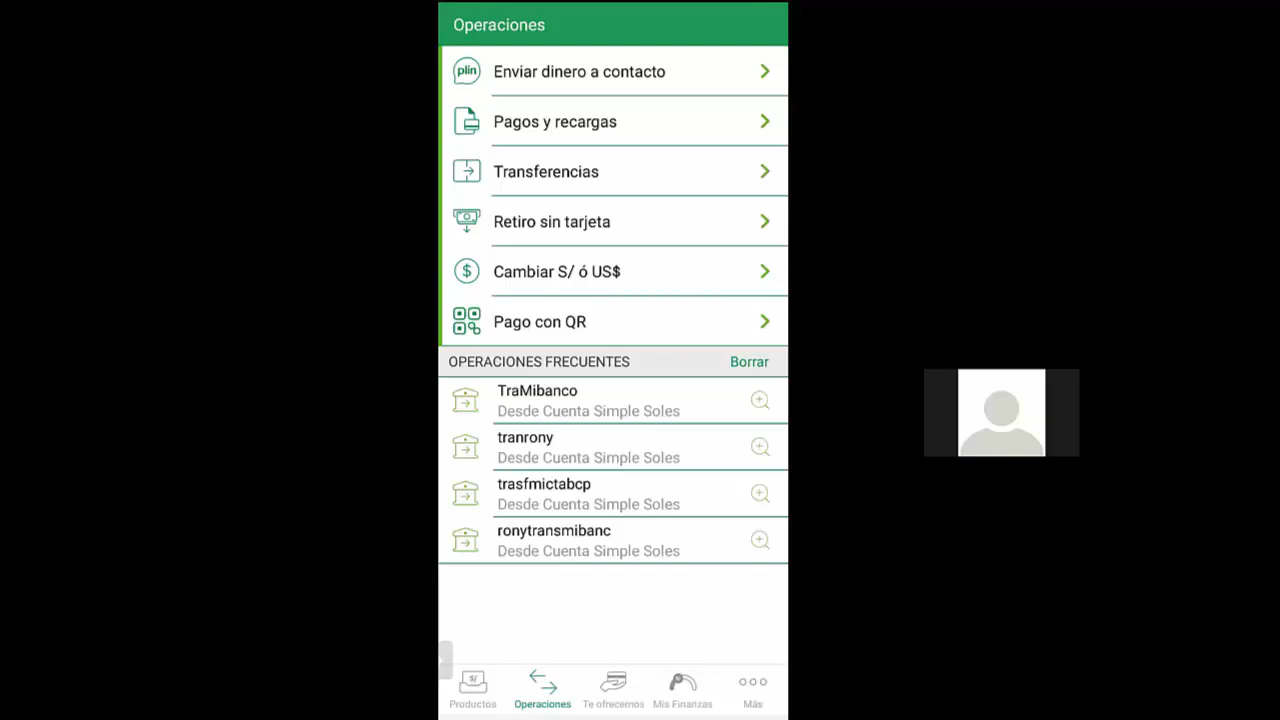 Operaciones
plin
Enviar dinero a contacto
Pagos y recargas
Transferencias
Retiro sin tarjeta
$
Cambiar S/ ó US$
Pago con QR
OPERACIONES FRECUENTES Borrar
TraMibanco
Desde Cuenta Simple Soles
tranrony
Desde Cuenta Simple Soles
trasfmictabcp
Desde Cuenta Simple Soles
ronytransmibanc
Desde Cuenta Simple Soles
S/
Productos Operaciones Te ofrecemos Mis Finanzas Más